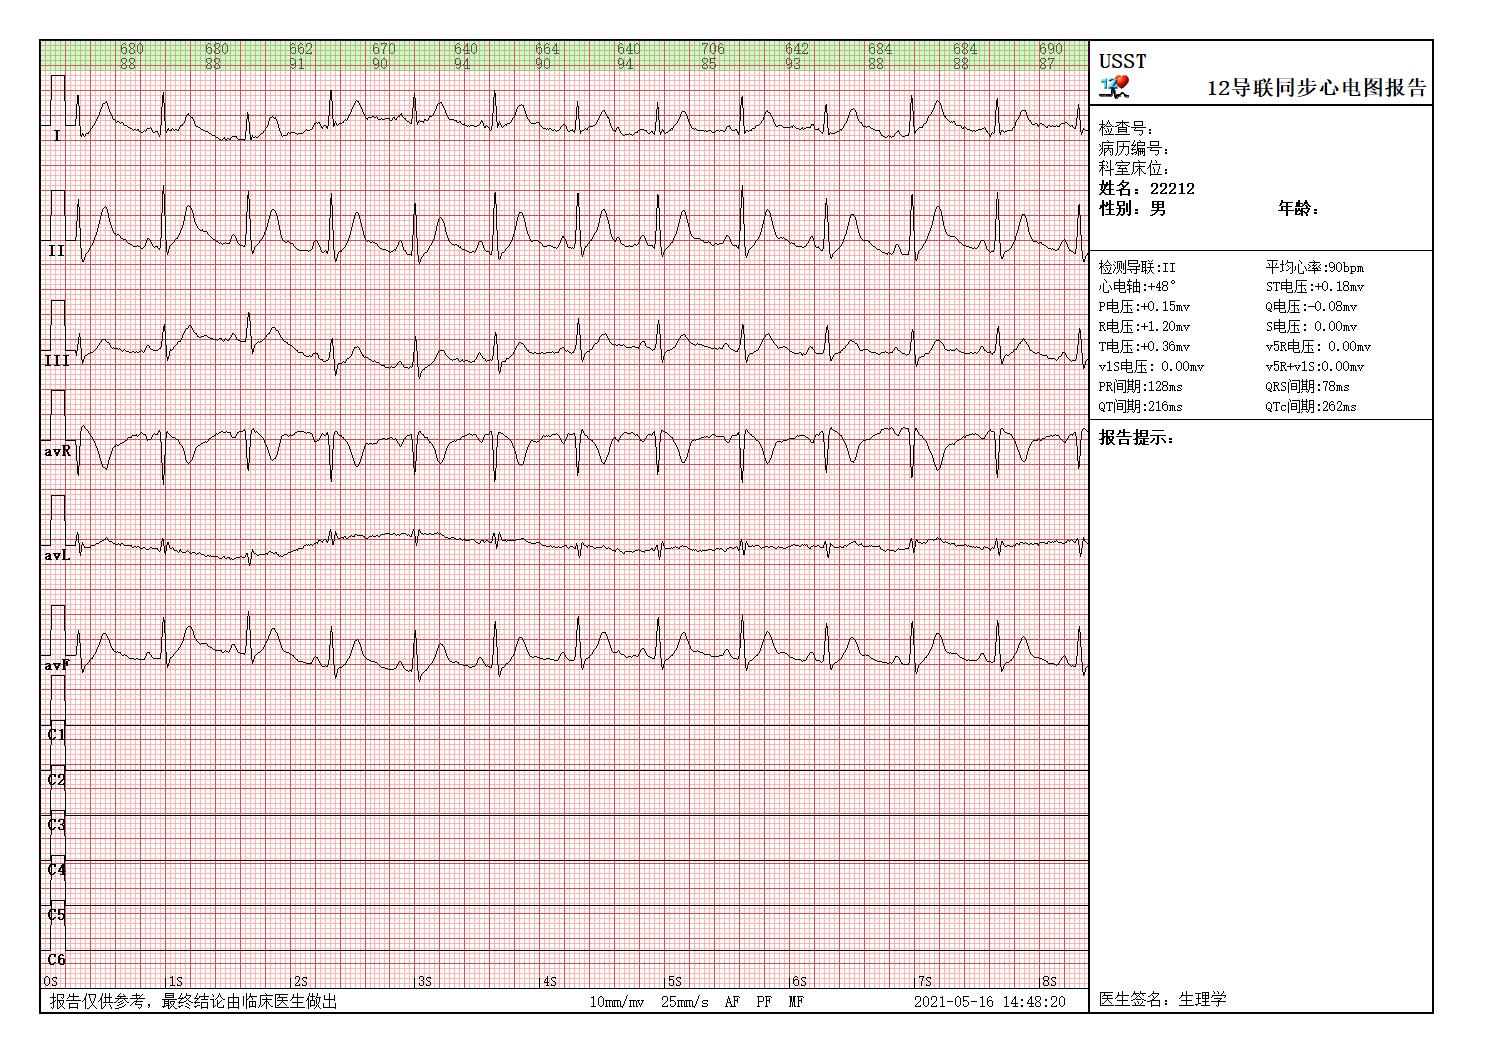 680 680 662 670 640 664 640 706 642 684 684 690
88 88 91 90 94 90 94 85 93 88 88 87
I
II
III
avR
avL
avF
C1
C2
C3
C4
C5
C6
0S 1S 2S 3S 4S 5S 6S 7S 8S
报告仅供参考，最终结论由临床医生做出 10mm/mv 25mm/s AF PF MF 2021-05-16 14:48:20
USST
12
12导联同步心电图报告
检查号：
病历编号：
科室床位：
姓名：22212
性别：男 年龄：
检测导联:II 平均心率:90bpm
心电轴:+48° ST电压:+0.18mv
P电压:+0.15mv Q电压:-0.08mv
R电压:+1.20mv S电压: 0.00mv
T电压:+0.36mv v5R电压: 0.00mv
v1S电压: 0.00mv v5R+v1S:0.00mv
PR间期:128ms QRS间期:78ms
QT间期:216ms QTc间期:262ms
报告提示：
医生签名：生理学